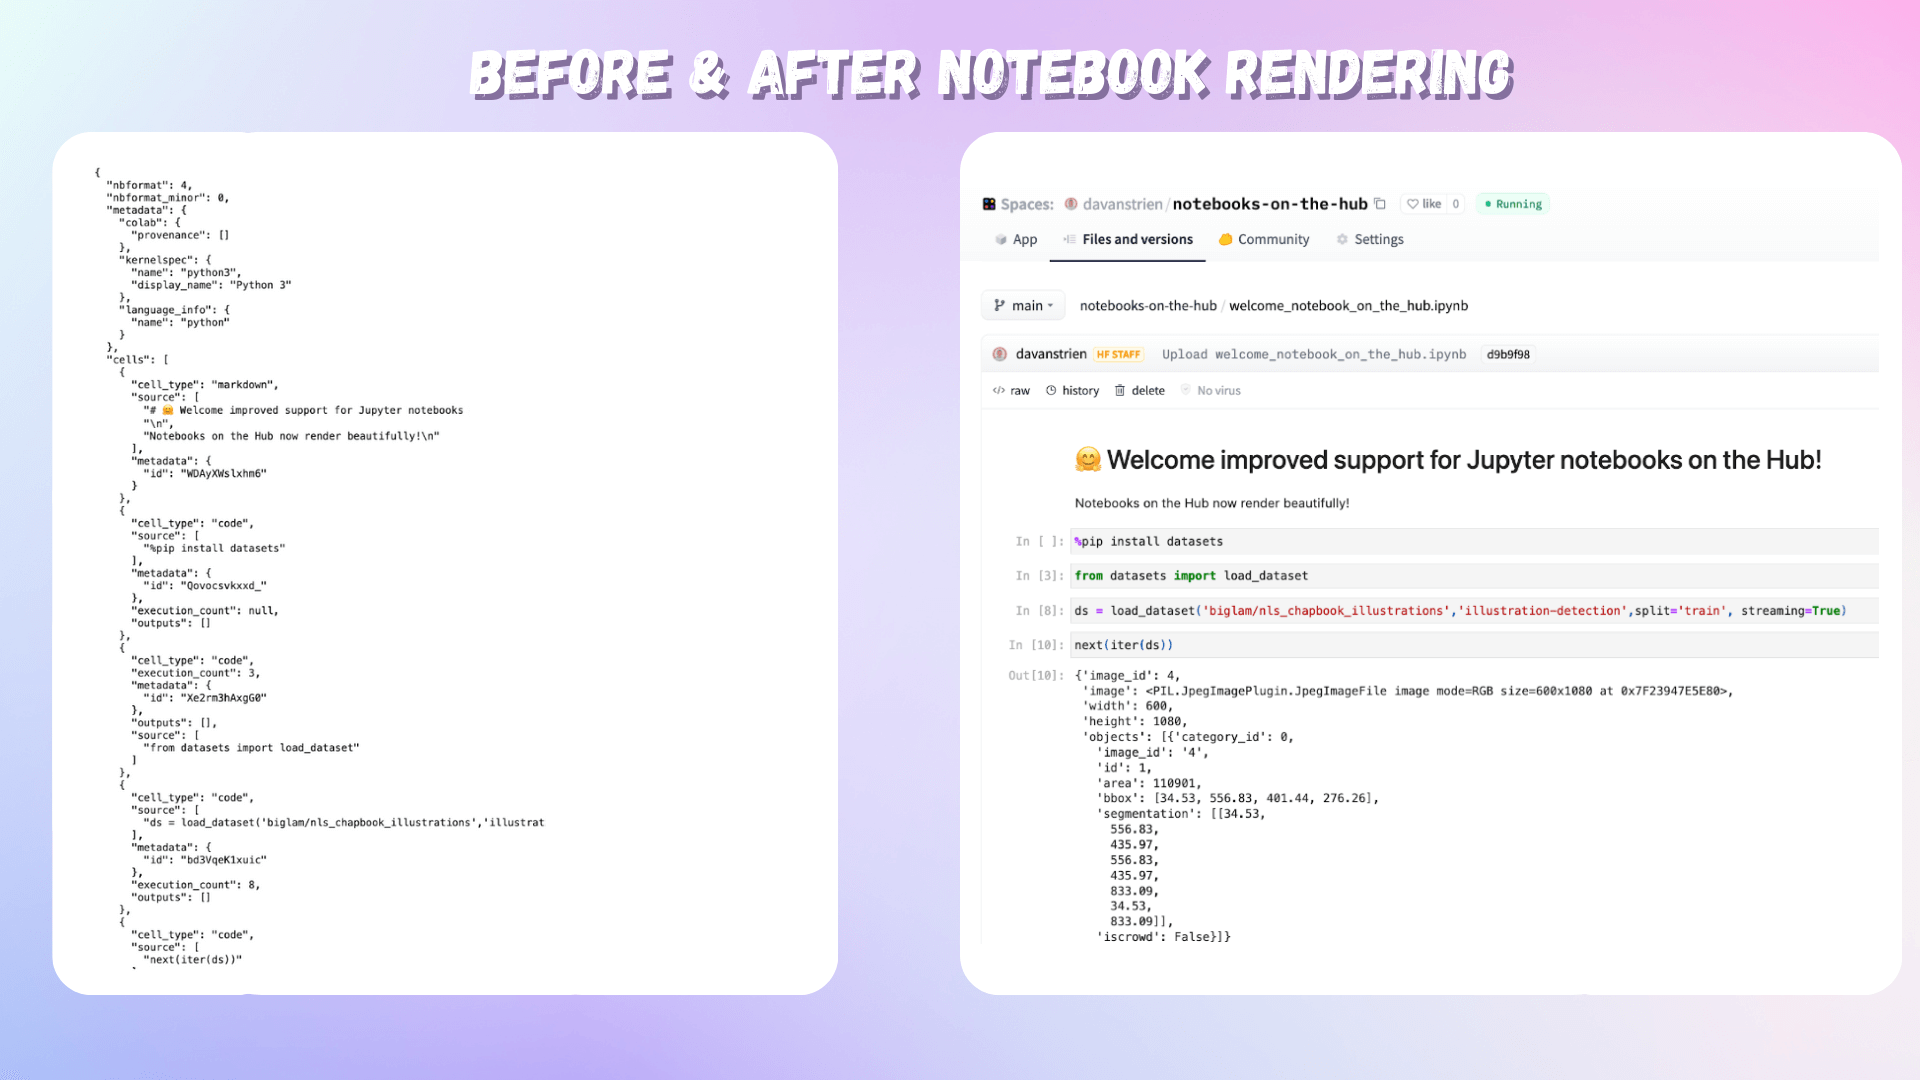 BEFORE & AFTER NOTEBOOK RENDERING
{
"nbformat": 4,
"nbformat_minor": 0,
"metadata": {
"colab": {
"provenance": []
},
"kernelspec": {
"name": "python3",
"display_name": "Python 3"
},
"language_info": {
"name": "python"
}
},
"cells": [
{
"cell_type": "markdown",
"source": [
"# 🤗 Welcome improved support for Jupyter notebooks
"\n",
"Notebooks on the Hub now render beautifully!\n"
],
"metadata": {
"id": "WDAyXWslxhm6"
}
},
{
"cell_type": "code",
"source": [
"%pip install datasets"
],
"metadata": {
"id": "Qovocsvkxxd_"
},
"execution_count": null,
"outputs": []
},
{
"cell_type": "code",
"execution_count": 3,
"metadata": {
"id": "Xe2rm3hAxgG0"
},
"outputs": [],
"source": [
"from datasets import load_dataset"
]
},
{
"cell_type": "code",
"source": [
"ds = load_dataset('biglam/nls_chapbook_illustrations','illustrat
],
"metadata": {
"id": "bd3VqeK1xuic"
},
"execution_count": 8,
"outputs": []
},
{
"cell_type": "code",
"source": [
"next(iter(ds))"
Spaces: davanstrien/notebooks-on-the-hub like 0 Running
App Files and versions Community Settings
main notebooks-on-the-hub / welcome_notebook_on_the_hub.ipynb
davanstrien HF STAFF Upload welcome_notebook_on_the_hub.ipynb d9b9f98
</> raw history delete No virus
🤗 Welcome improved support for Jupyter notebooks on the Hub!
Notebooks on the Hub now render beautifully!
In [ ]: %pip install datasets
In [3]: from datasets import load_dataset
In [8]: ds = load_dataset('biglam/nls_chapbook_illustrations','illustration-detection',split='train', streaming=True)
In [10]: next(iter(ds))
Out[10]: {'image_id': 4,
'image': <PIL.JpegImagePlugin.JpegImageFile image mode=RGB size=600x1080 at 0x7F23947E5E80>,
'width': 600,
'height': 1080,
'objects': [{'category_id': 0,
'image_id': '4',
'id': 1,
'area': 110901,
'bbox': [34.53, 556.83, 401.44, 276.26],
'segmentation': [[34.53,
556.83,
435.97,
556.83,
435.97,
833.09,
34.53,
833.09]],
'iscrowd': False}]}